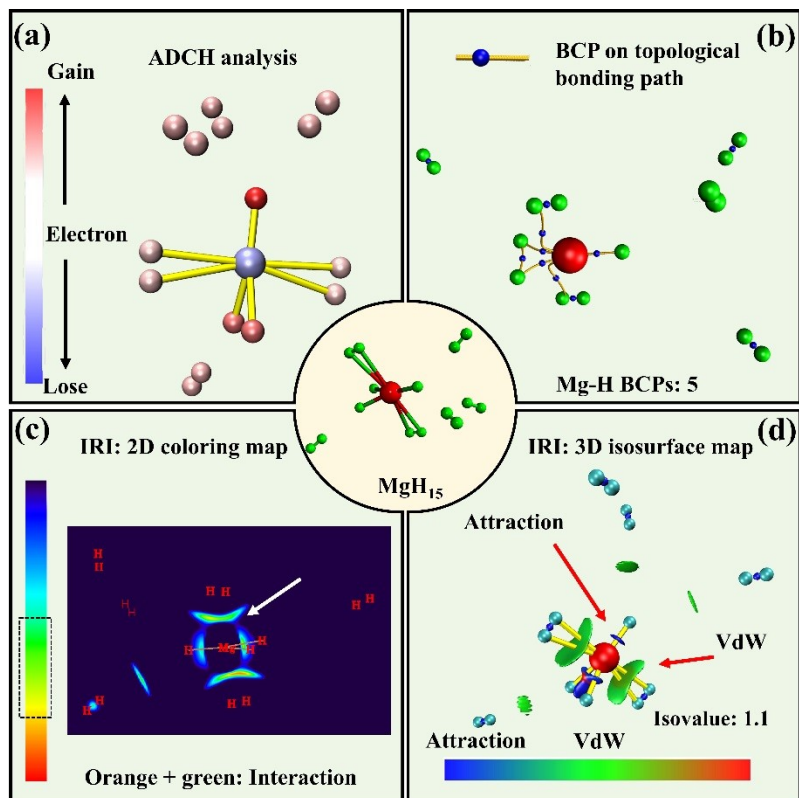 (a)
ADCH analysis
Gain
Electron
Lose
(b)
BCP on topological
bonding path
Mg-H BCPs: 5
MgH₁₅
(c)
IRI: 2D coloring map
H
H
H H
H
H
H H
H
Mg
H
H
H H
H H
Orange + green: Interaction
(d)
IRI: 3D isosurface map
Attraction
VdW
Isovalue: 1.1
Attraction
VdW